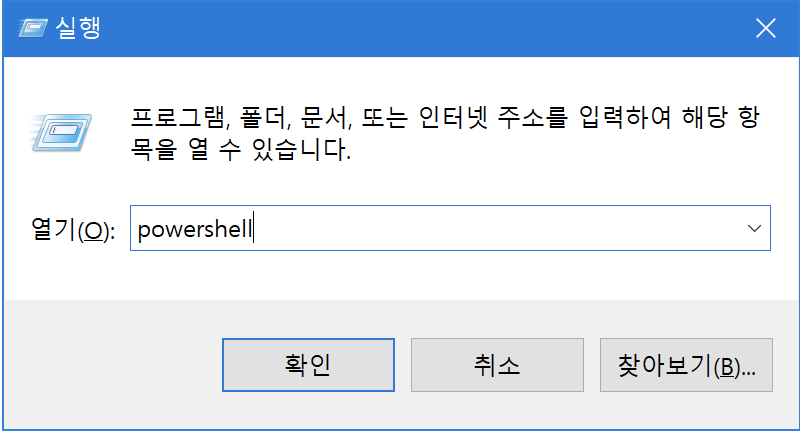 실행
프로그램, 폴더, 문서, 또는 인터넷 주소를 입력하여 해당 항
목을 열 수 있습니다.
열기(O): powershell
확인 취소 찾아보기(B)...